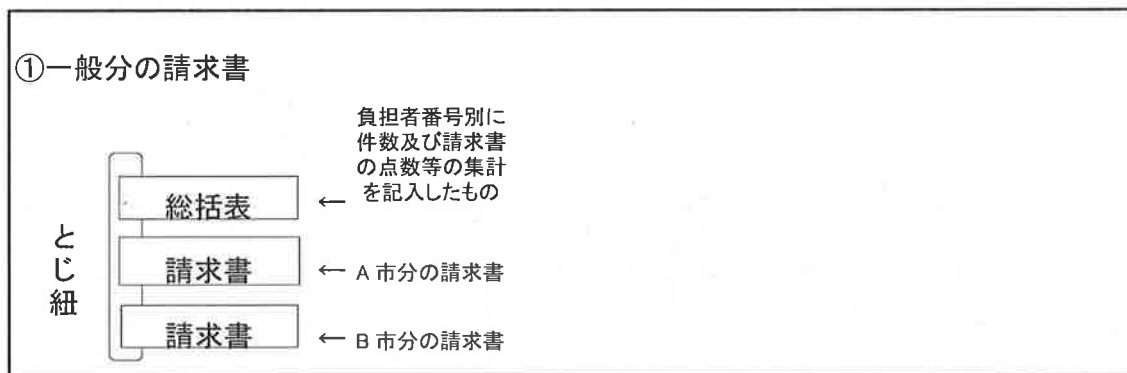 ①一般分の請求書
負担者番号別に
件数及び請求書
の点数等の集計
を記入したもの
総括表 ←
とじ紐
請求書 ← A市分の請求書
請求書 ← B市分の請求書